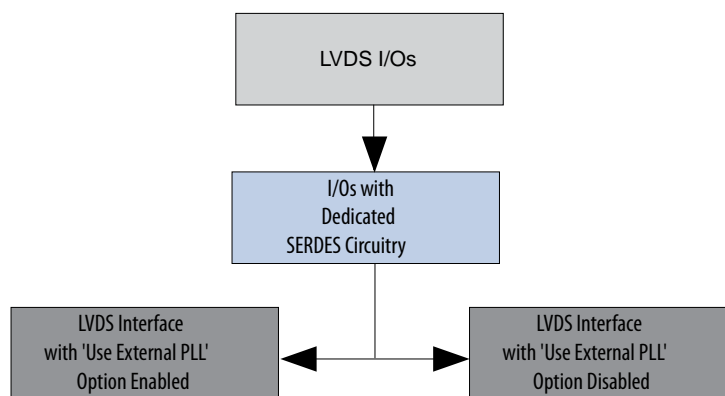 LVDS I/Os
I/Os with
Dedicated
SERDES Circuitry
LVDS Interface
with 'Use External PLL'
Option Enabled
LVDS Interface
with 'Use External PLL'
Option Disabled